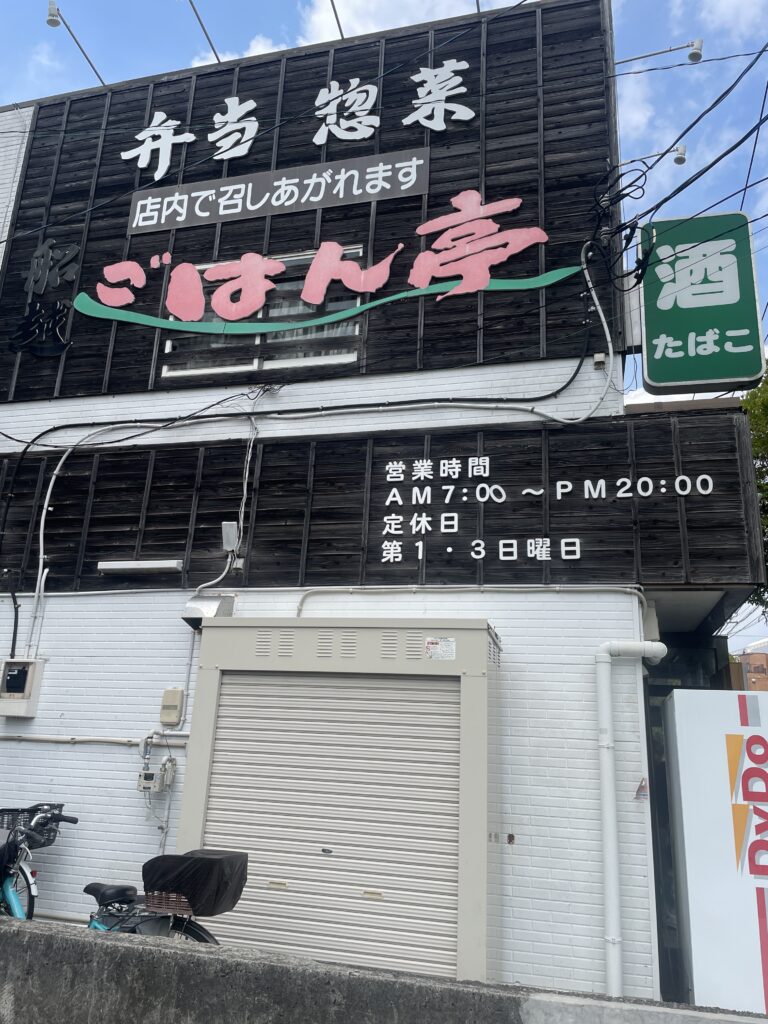 弁当 惣菜
店内で召しあがれます
船越
ごはん亭
酒
たばこ
営業時間
AM7:00 ～PM20:00
定休日
第1・3日曜日
DyDo